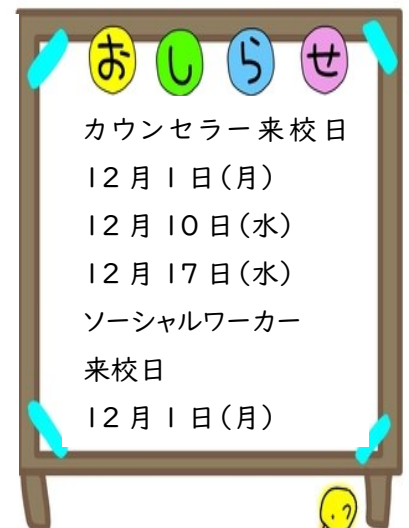 おしらせ
カウンセラー来校日
12月1日(月)
12月10日(水)
12月17日(水)
ソーシャルワーカー
来校日
12月1日(月)